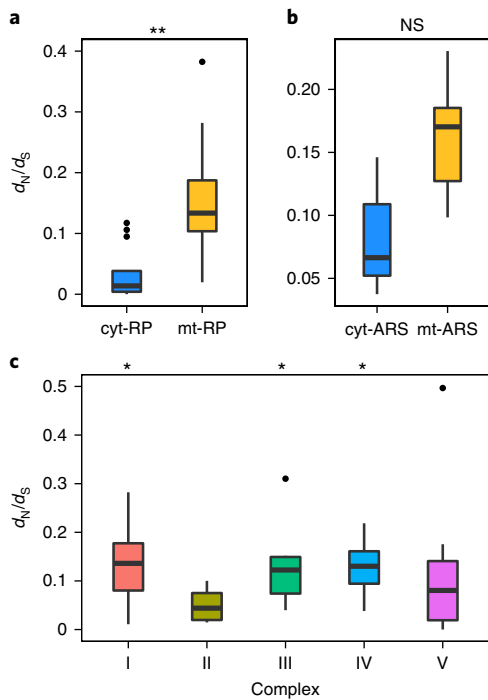 a
**
0.4
0.3
0.2
0.1
0
dN/dS
cyt-RP mt-RP
b
NS
0.20
0.15
0.10
0.05
cyt-ARS mt-ARS
c
* * *
0.5
0.4
0.3
0.2
0.1
0
dN/dS
I II III IV V
Complex